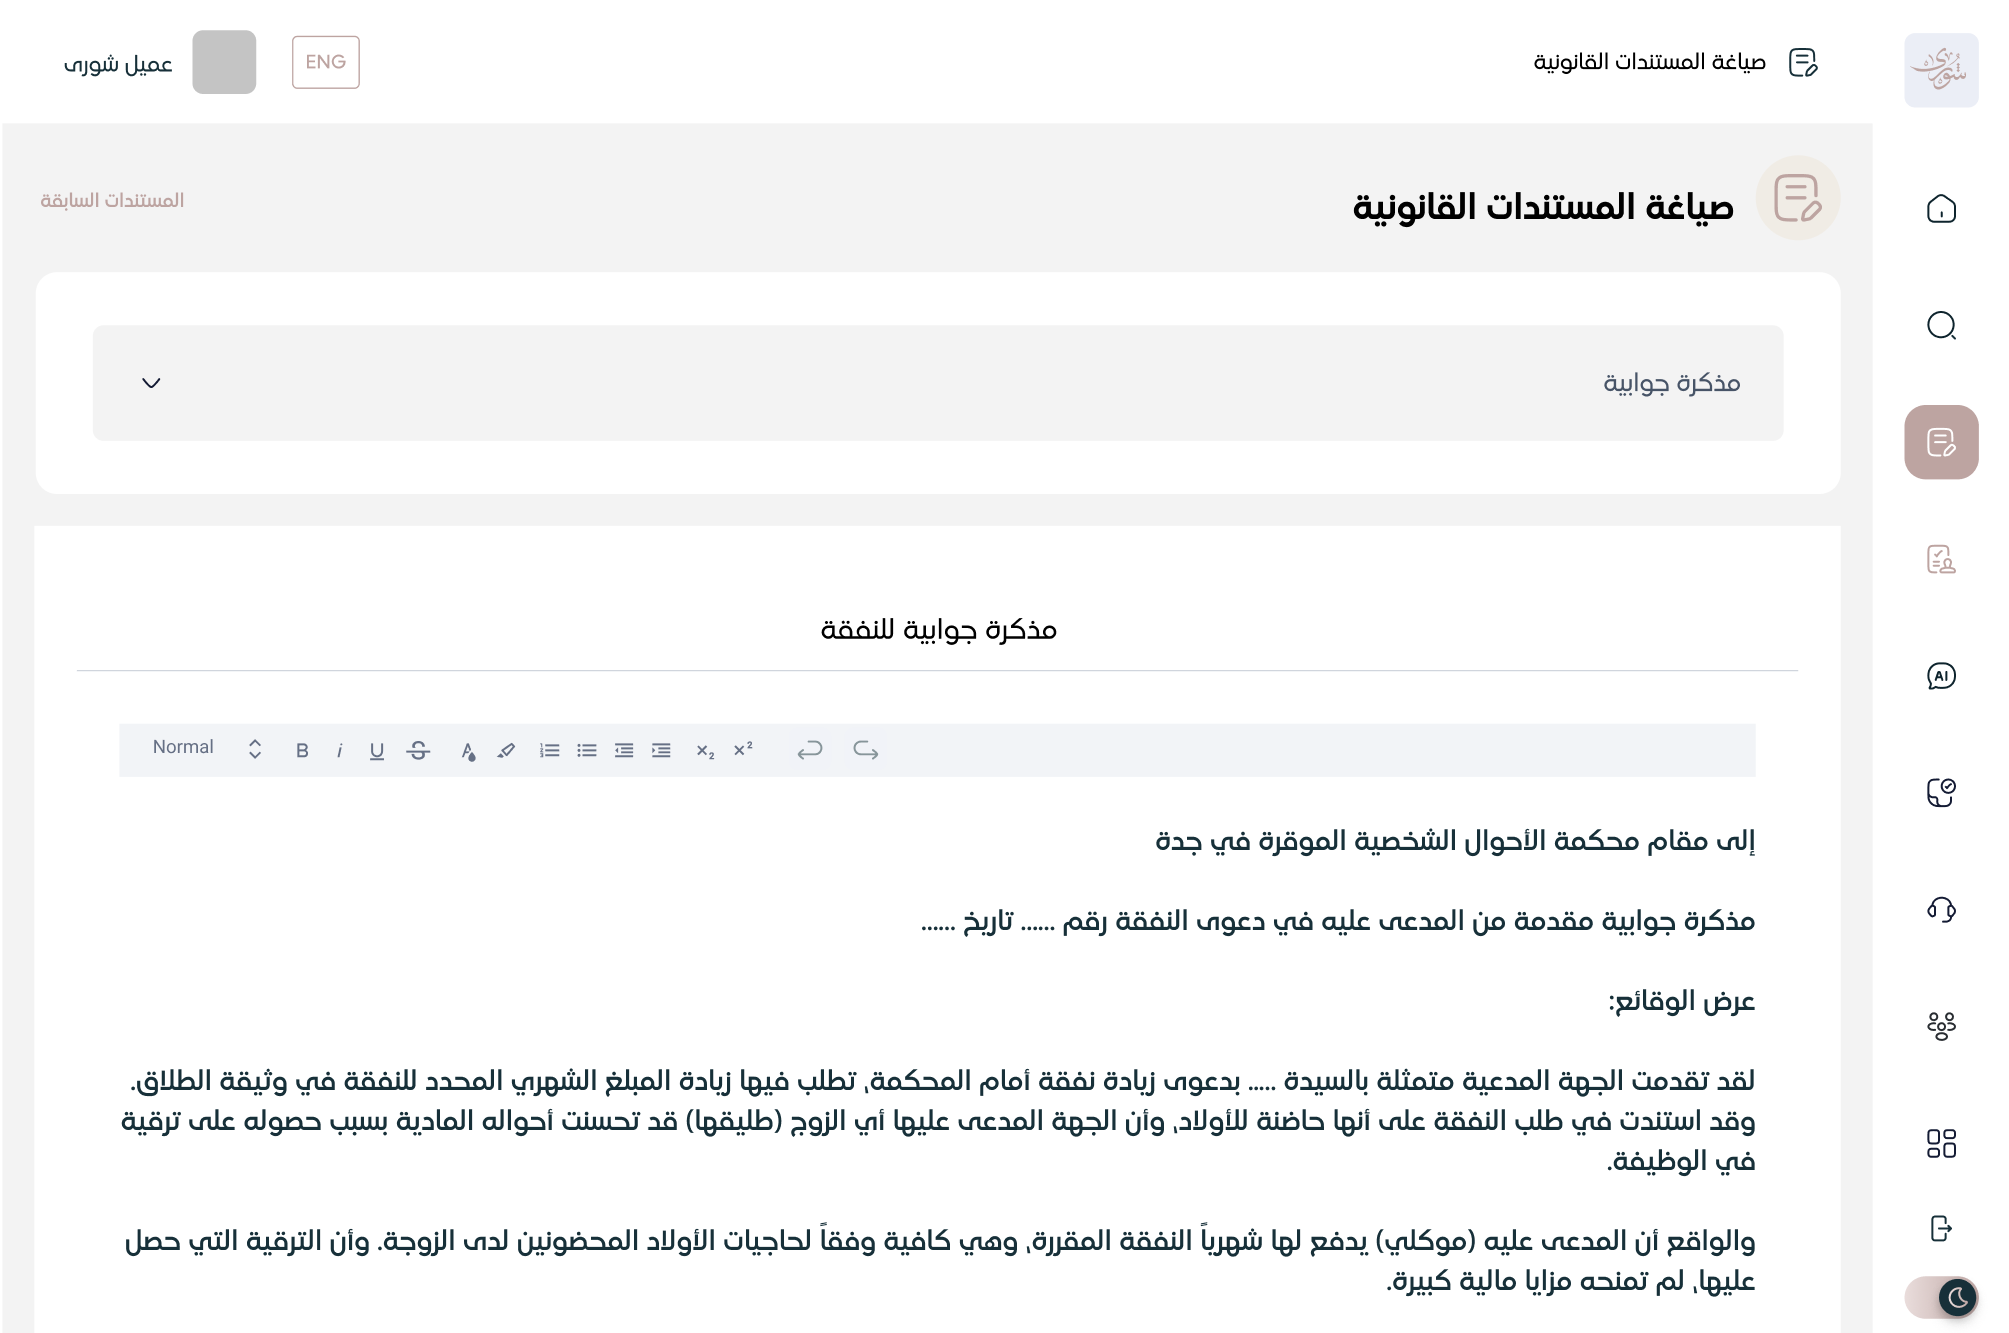 شورى
صياغة المستندات القانونية
ENG
عميل شورى
صياغة المستندات القانونية
المستندات السابقة
مذكرة جوابية
مذكرة جوابية للنفقة
Normal
إلى مقام محكمة الأحوال الشخصية الموقرة في جدة
مذكرة جوابية مقدمة من المدعى عليه في دعوى النفقة رقم ...... تاريخ ......
عرض الوقائع:
لقد تقدمت الجهة المدعية متمثلة بالسيدة ..... بدعوى زيادة نفقة أمام المحكمة، تطلب فيها زيادة المبلغ الشهري المحدد للنفقة في وثيقة الطلاق.
وقد استندت في طلب النفقة على أنها حاضنة للأولاد، وأن الجهة المدعى عليها أي الزوج (طليقها) قد تحسنت أحواله المادية بسبب حصوله على ترقية
في الوظيفة.
والواقع أن المدعى عليه (موكلي) يدفع لها شهرياً النفقة المقررة، وهي كافية وفقاً لحاجيات الأولاد المحضونين لدى الزوجة. وأن الترقية التي حصل
عليها، لم تمنحه مزايا مالية كبيرة.
AI